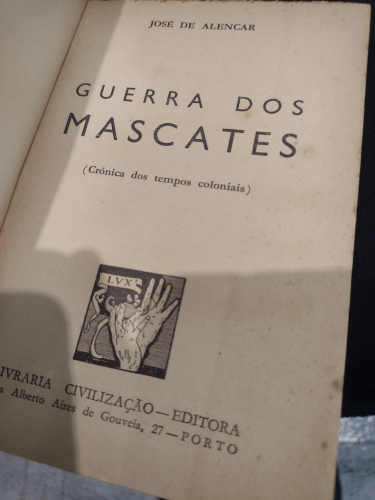 JOSÉ DE ALENCAR
GUERRA DOS
MASCATES
(Crónica dos tempos coloniais)
LVX
IVRARIA CIVILIZAÇÃO—EDITORA
a Alberto Aires de Gouveia, 27—PORTO